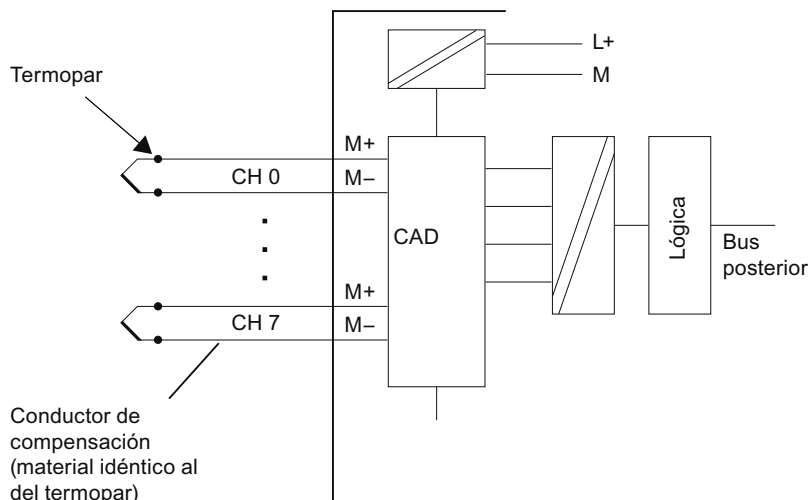 L+
M
Termopar
M+
CH 0
M–
CAD
Lógica
Bus
posterior
M+
CH 7
M–
Conductor de
compensación
(material idéntico al
del termopar)